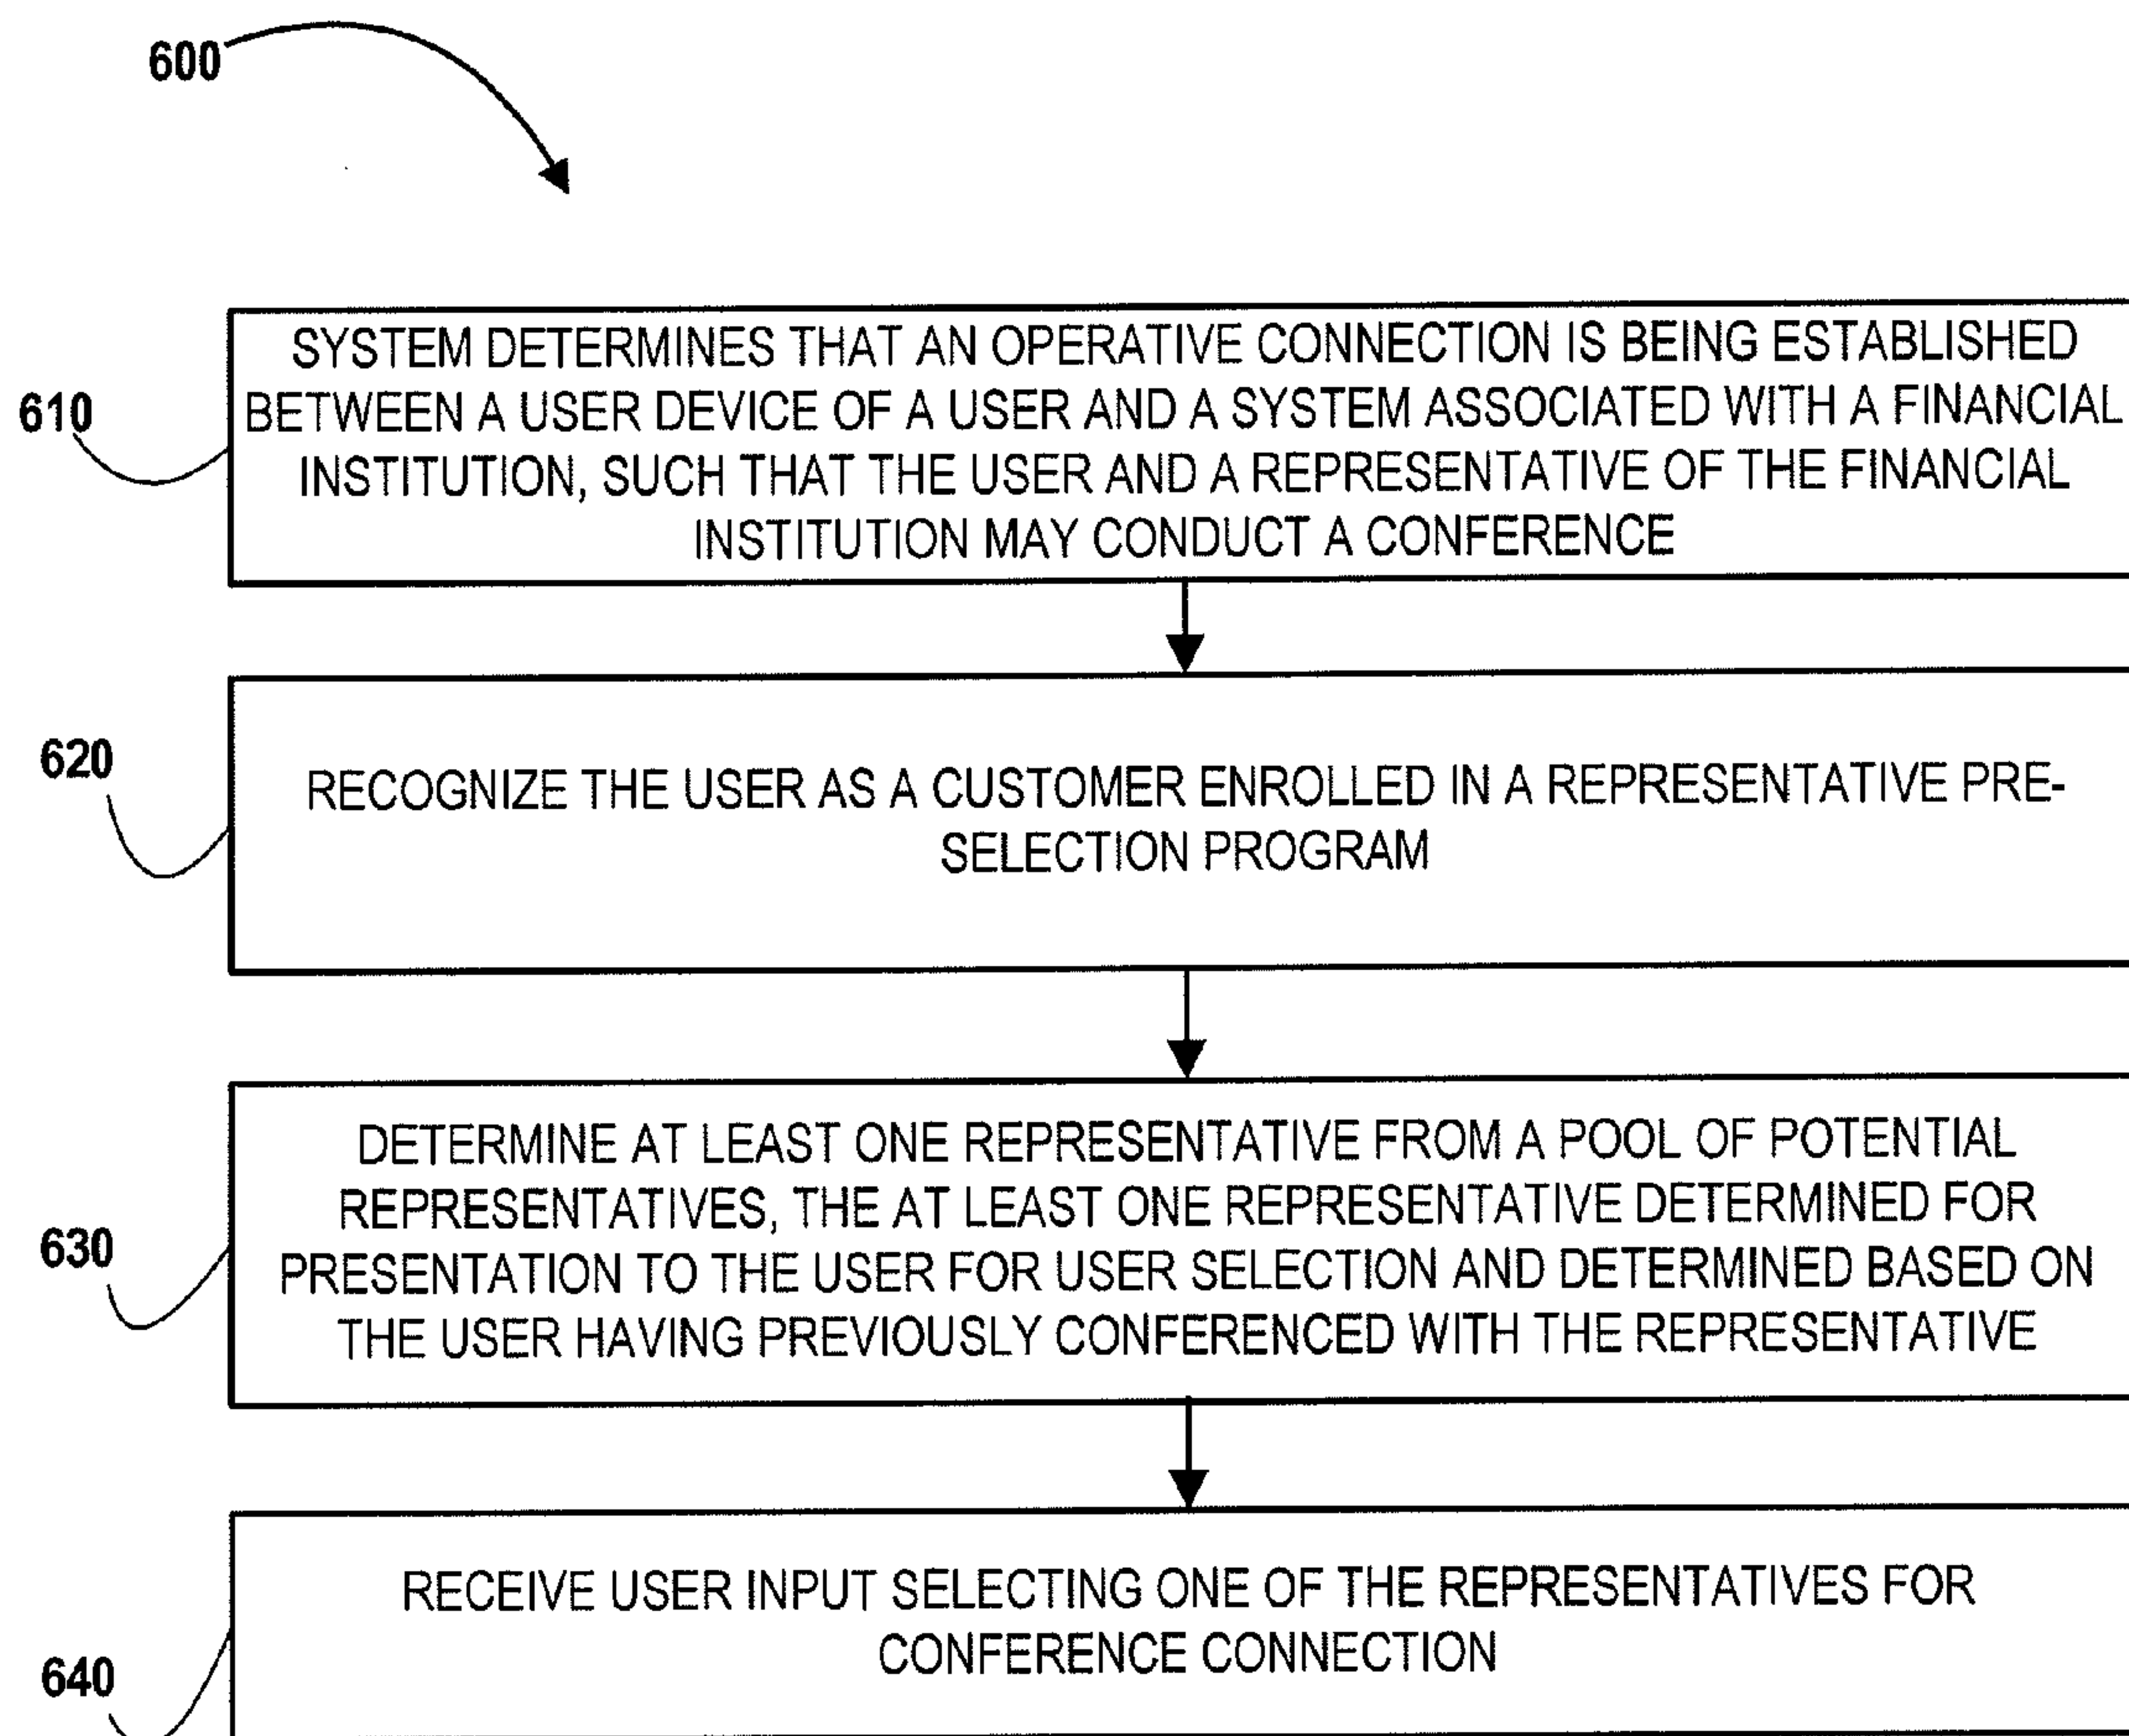 600
610
SYSTEM DETERMINES THAT AN OPERATIVE CONNECTION IS BEING ESTABLISHED
BETWEEN A USER DEVICE OF A USER AND A SYSTEM ASSOCIATED WITH A FINANCIAL
INSTITUTION, SUCH THAT THE USER AND A REPRESENTATIVE OF THE FINANCIAL
INSTITUTION MAY CONDUCT A CONFERENCE
620
RECOGNIZE THE USER AS A CUSTOMER ENROLLED IN A REPRESENTATIVE PRE-
SELECTION PROGRAM
630
DETERMINE AT LEAST ONE REPRESENTATIVE FROM A POOL OF POTENTIAL
REPRESENTATIVES, THE AT LEAST ONE REPRESENTATIVE DETERMINED FOR
PRESENTATION TO THE USER FOR USER SELECTION AND DETERMINED BASED ON
THE USER HAVING PREVIOUSLY CONFERENCED WITH THE REPRESENTATIVE
640
RECEIVE USER INPUT SELECTING ONE OF THE REPRESENTATIVES FOR
CONFERENCE CONNECTION